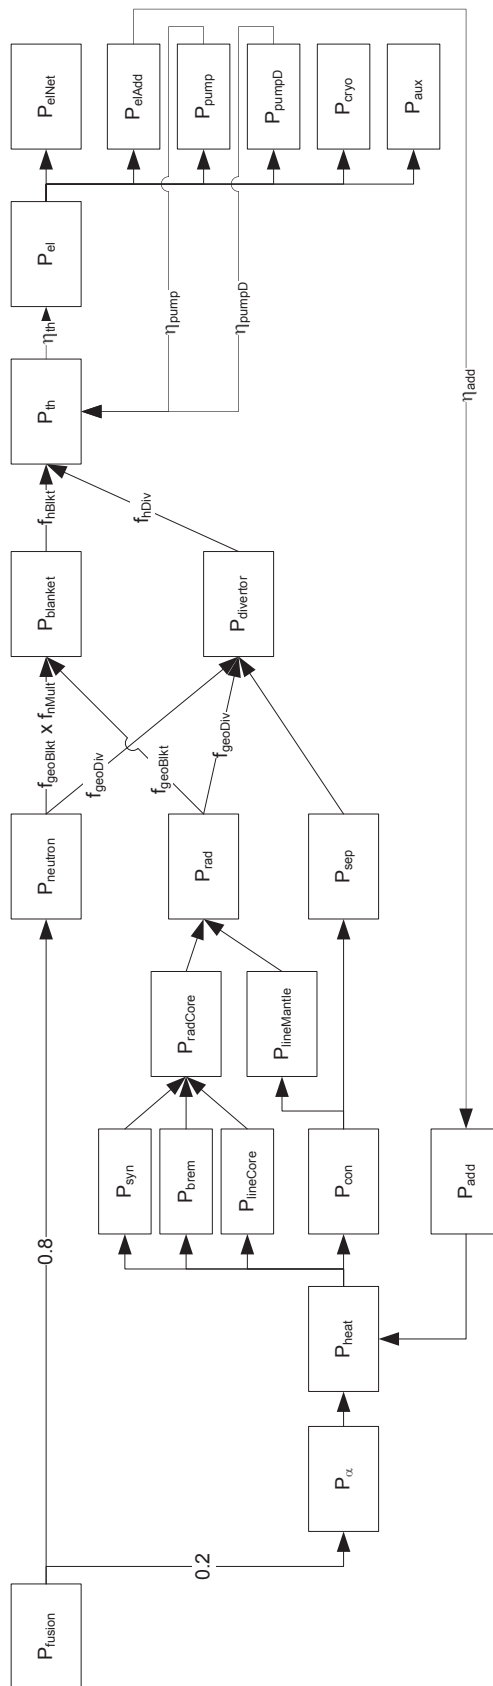 P_fusion
0.8
0.2
P_α
P_heat
P_syn
P_brem
P_lineCore
P_con
P_add
P_radCore
P_lineMantle
P_neutron
P_rad
P_sep
f_geoBlkt x f_nMult
f_geoDiv
f_geoBlkt
f_geoDiv
P_blanket
P_divertor
f_hBlkt
f_hDiv
P_th
η_th
η_pump
η_pumpD
η_add
P_el
P_elNet
P_elAdd
P_pump
P_pumpD
P_cryo
P_aux